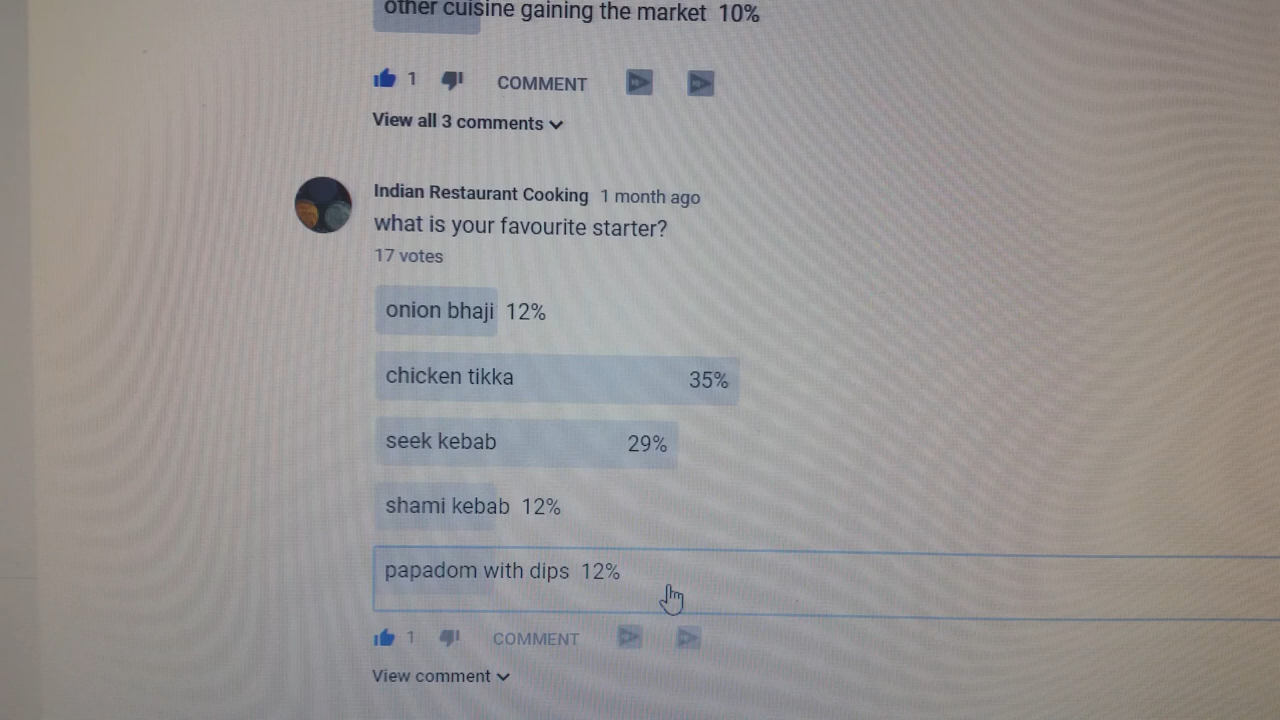 other cuisine gaining the market 10%
1 COMMENT
View all 3 comments
Indian Restaurant Cooking 1 month ago
what is your favourite starter?
17 votes
onion bhaji 12%
chicken tikka 35%
seek kebab 29%
shami kebab 12%
papadom with dips 12%
1 COMMENT
View comment